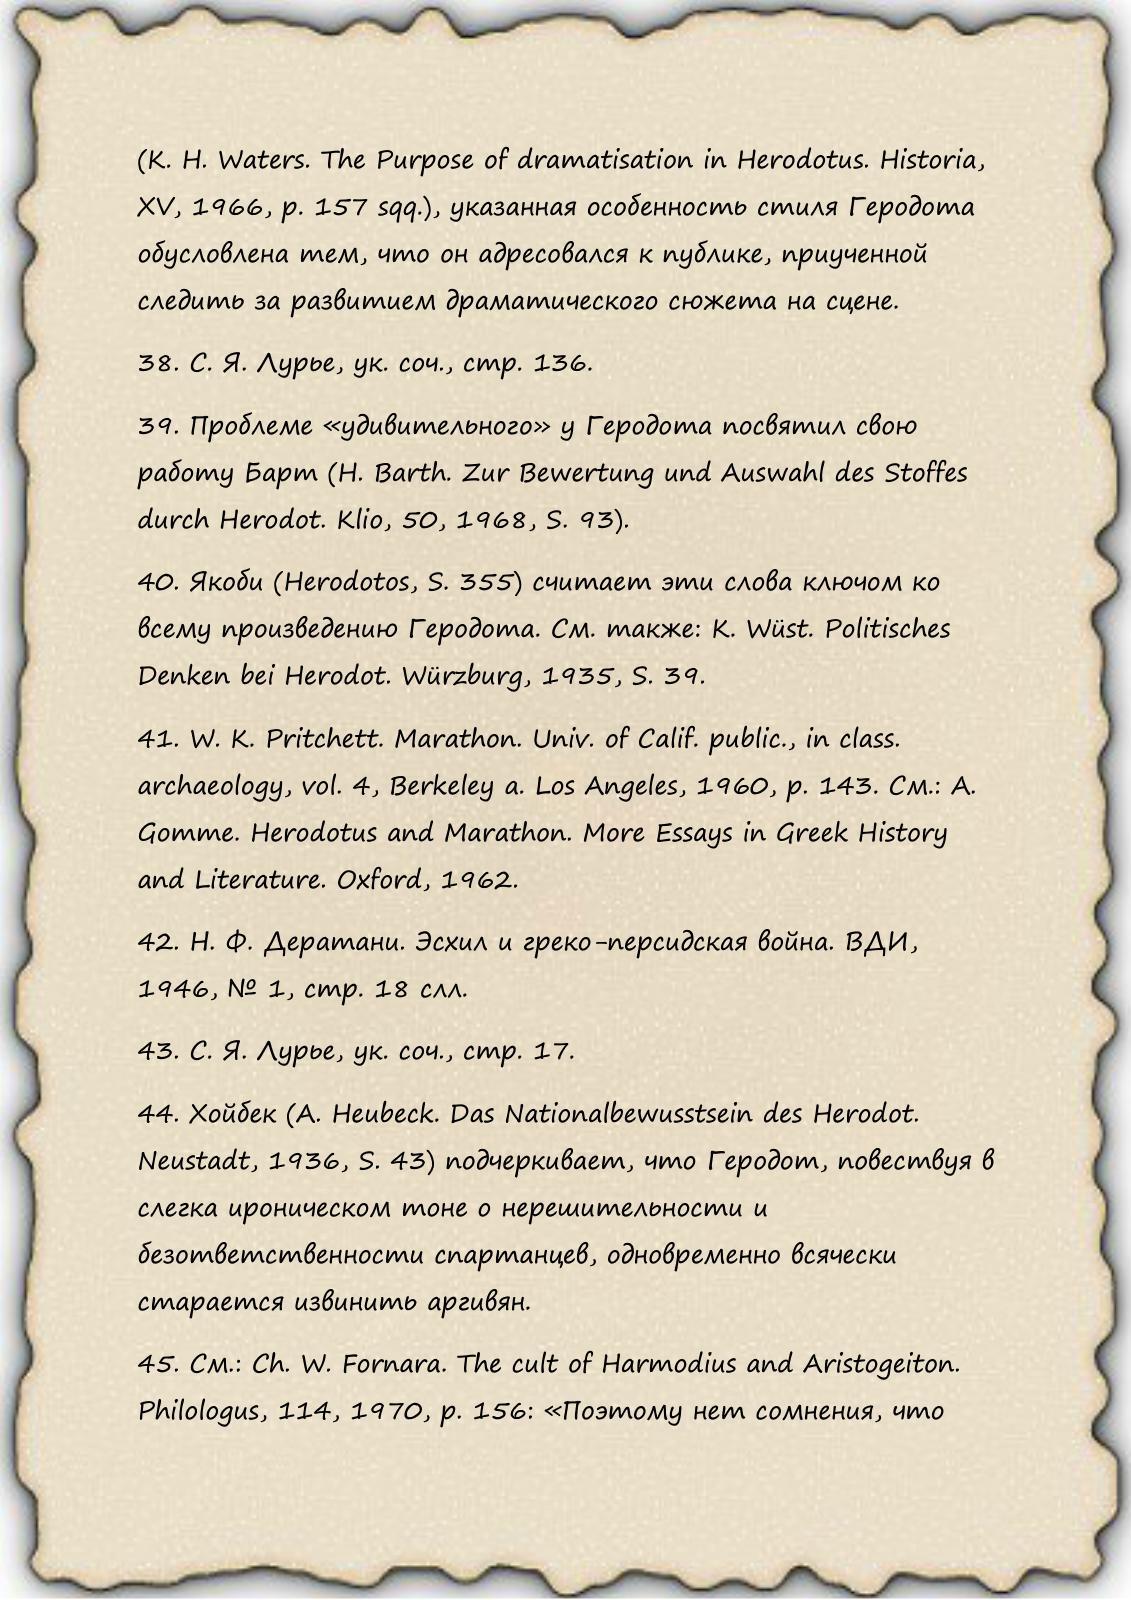 (K. H. Waters. The Purpose of dramatisation in Herodotus. Historia,
XV, 1966, p. 157 sqq.), указанная особенность стиля Геродота
обусловлена тем, что он адресовался к публике, приученной
следить за развитием драматического сюжета на сцене.
38. С. Я. Лурье, ук. соч., стр. 136.
39. Проблеме «удивительного» у Геродота посвятил свою
работу Барт (H. Barth. Zur Bewertung und Auswahl des Stoffes
durch Herodot. Klio, 50, 1968, S. 93).
40. Якоби (Herodotos, S. 355) считает эти слова ключом ко
всему произведению Геродота. См. также: K. Wüst. Politisches
Denken bei Herodot. Würzburg, 1935, S. 39.
41. W. K. Pritchett. Marathon. Univ. of Calif. public., in class.
archaeology, vol. 4, Berkeley a. Los Angeles, 1960, p. 143. См.: A.
Gomme. Herodotus and Marathon. More Essays in Greek History
and Literature. Oxford, 1962.
42. Н. Ф. Дератани. Эсхил и греко-персидская война. ВДИ,
1946, № 1, стр. 18 слл.
43. С. Я. Лурье, ук. соч., стр. 17.
44. Хойбек (A. Heubeck. Das Nationalbewusstsein des Herodot.
Neustadt, 1936, S. 43) подчеркивает, что Геродот, повествуя в
слегка ироническом тоне о нерешительности и
безответственности спартанцев, одновременно всячески
старается извинить аргивян.
45. См.: Ch. W. Fornara. The cult of Harmodius and Aristogeiton.
Philologus, 114, 1970, p. 156: «Поэтому нет сомнения, что